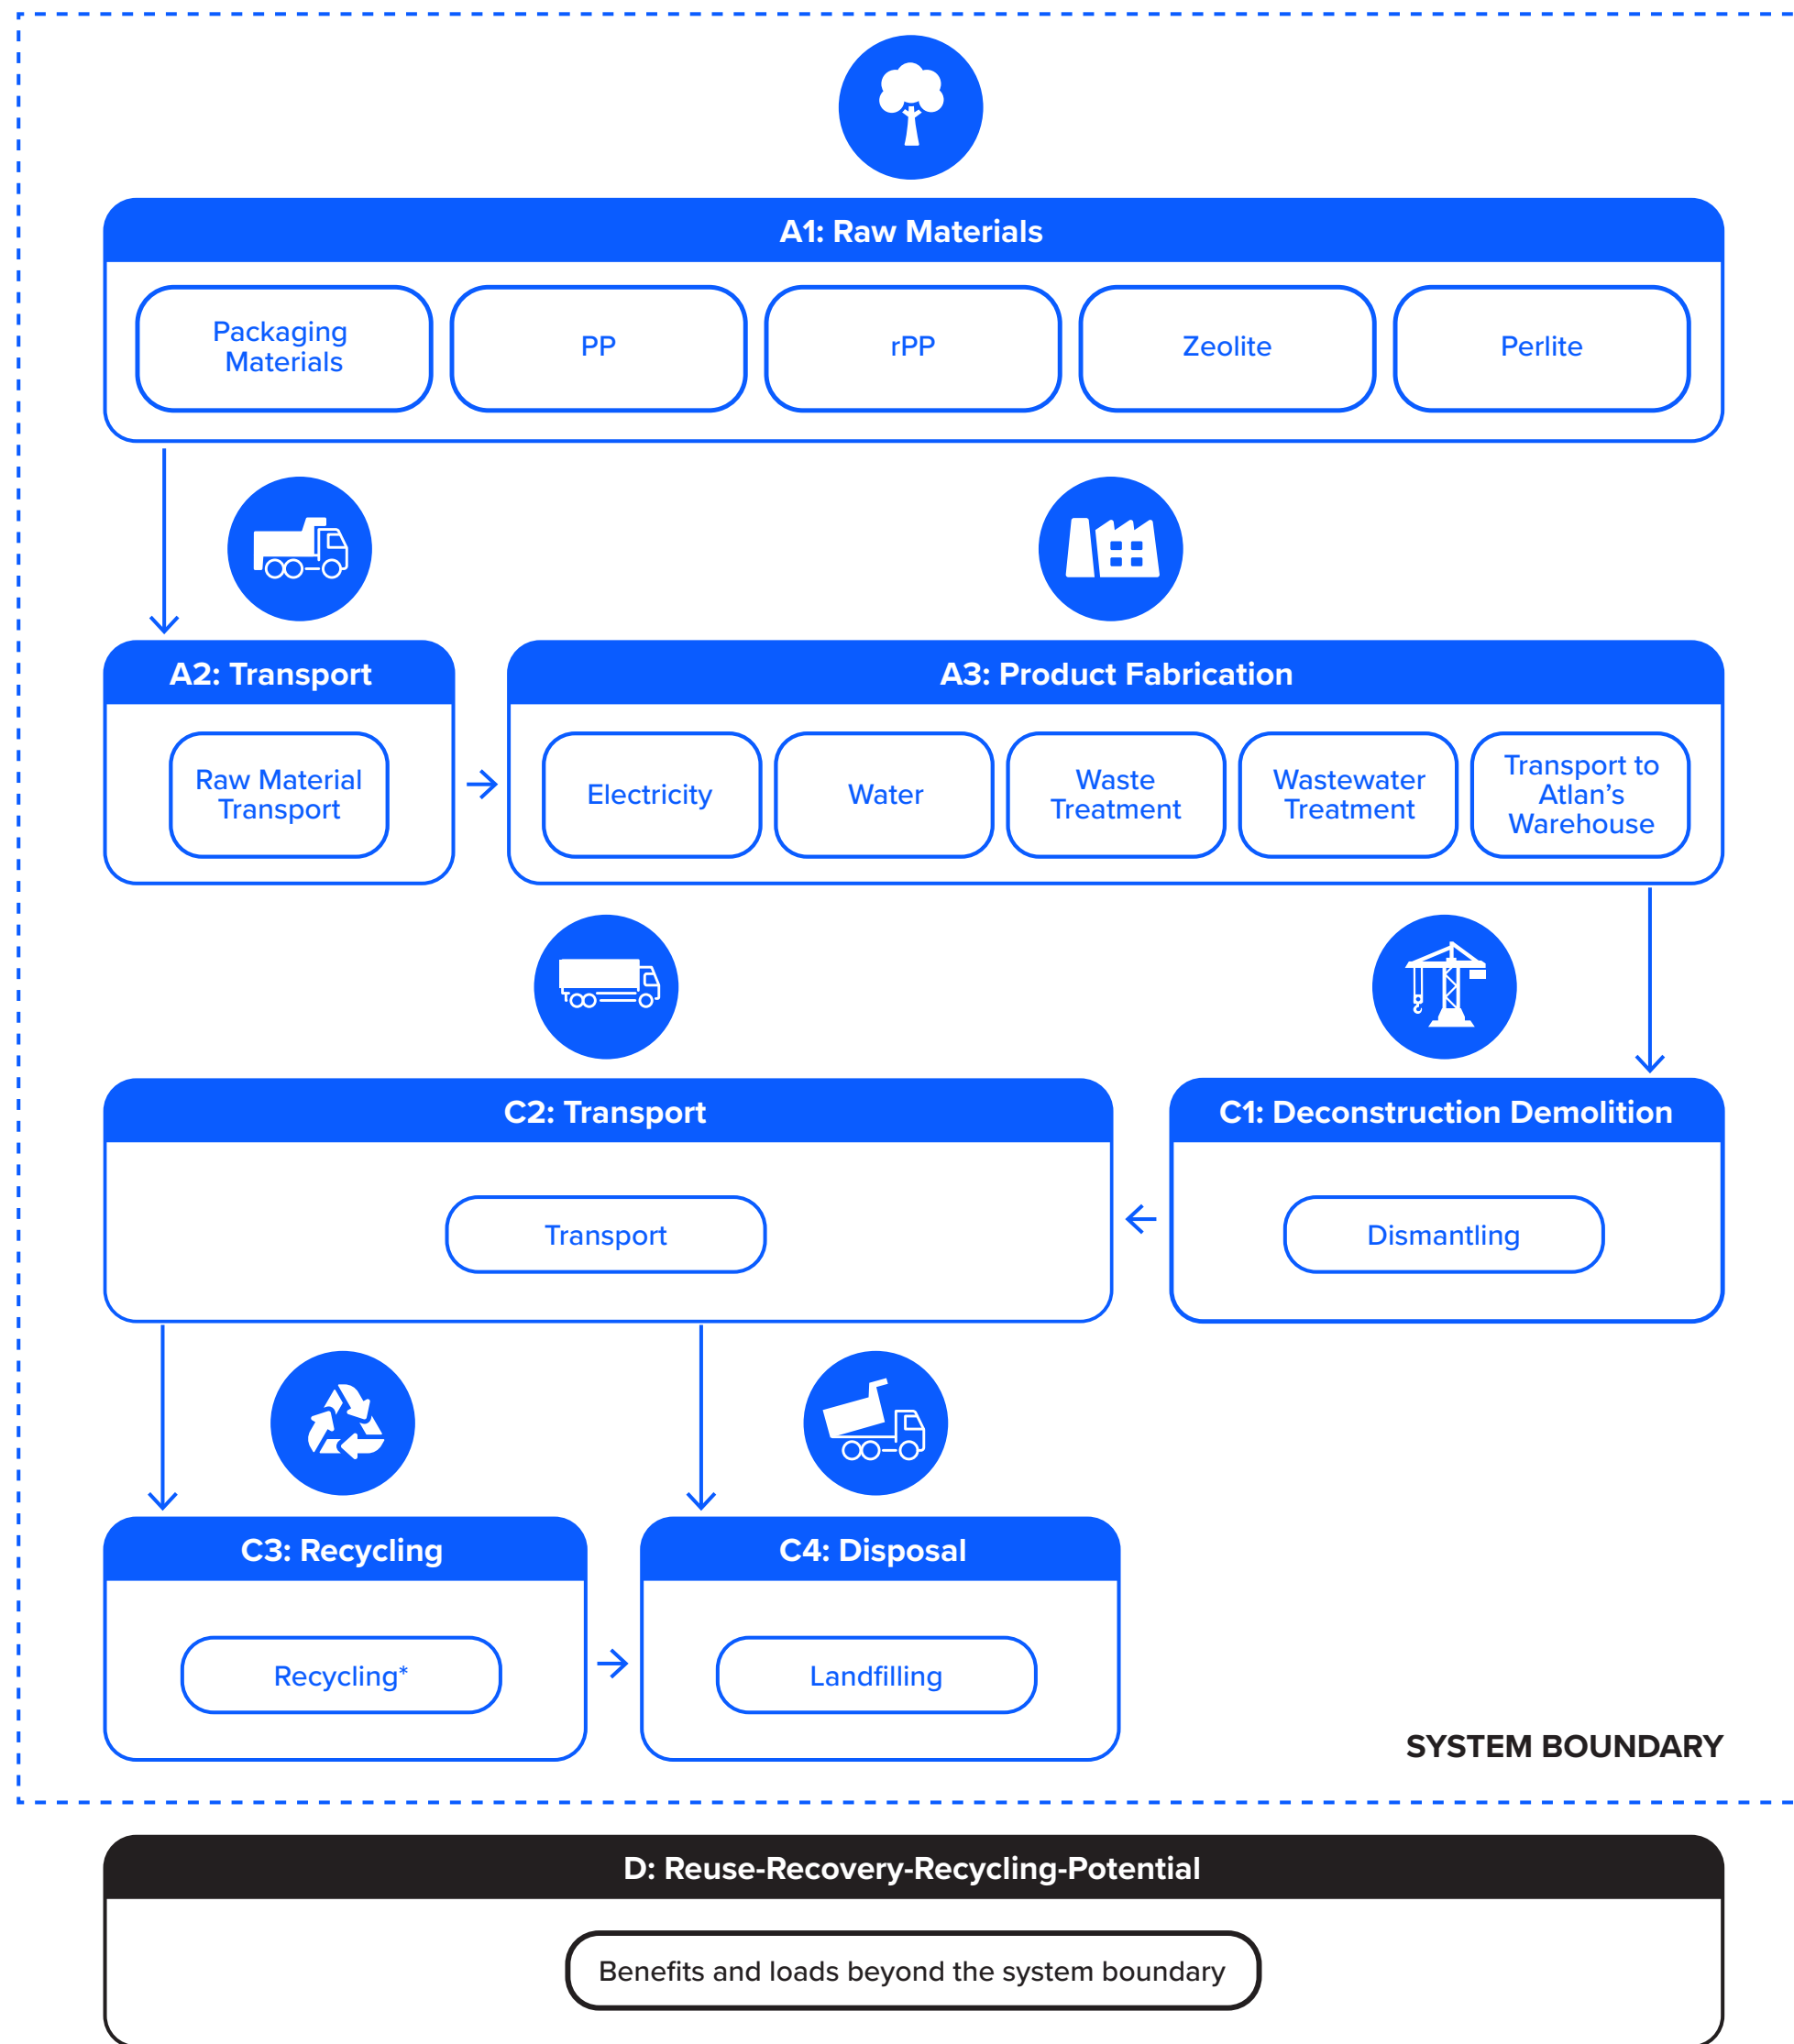 A1: Raw Materials
Packaging
Materials
PP
rPP
Zeolite
Perlite
A2: Transport
Raw Material
Transport
A3: Product Fabrication
Electricity
Water
Waste
Treatment
Wastewater
Treatment
Transport to
Atlan’s
Warehouse
C2: Transport
Transport
C1: Deconstruction Demolition
Dismantling
C3: Recycling
Recycling*
C4: Disposal
Landfilling
SYSTEM BOUNDARY
D: Reuse-Recovery-Recycling-Potential
Benefits and loads beyond the system boundary